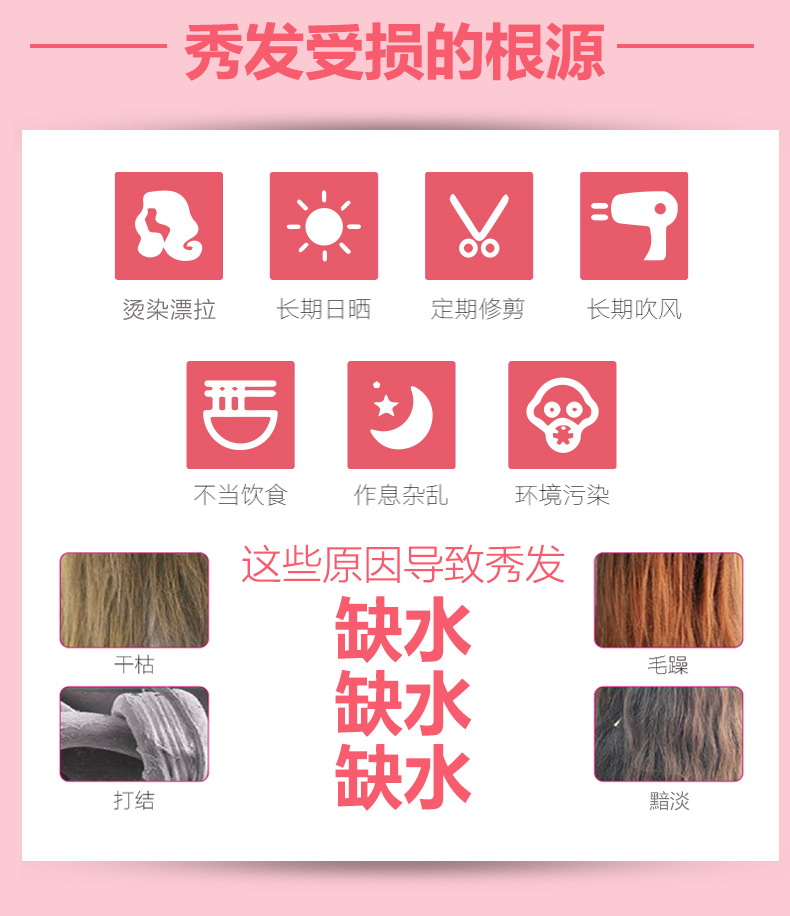 秀发受损的根源
烫染漂拉 长期日晒 定期修剪 长期吹风
不当饮食 作息杂乱 环境污染
这些原因导致秀发
缺水
缺水
缺水
干枯 毛躁
打结 黯淡